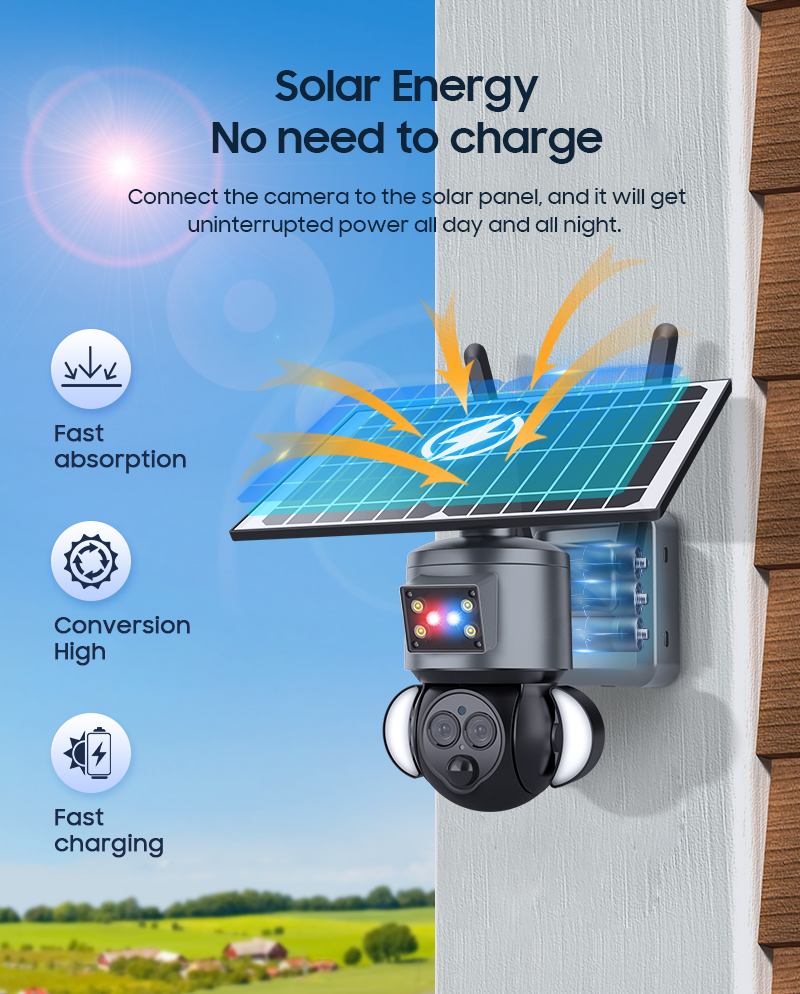 Solar Energy
No need to charge
Connect the camera to the solar panel, and it will get
uninterrupted power all day and all night.
Fast
absorption
Conversion
High
Fast
charging